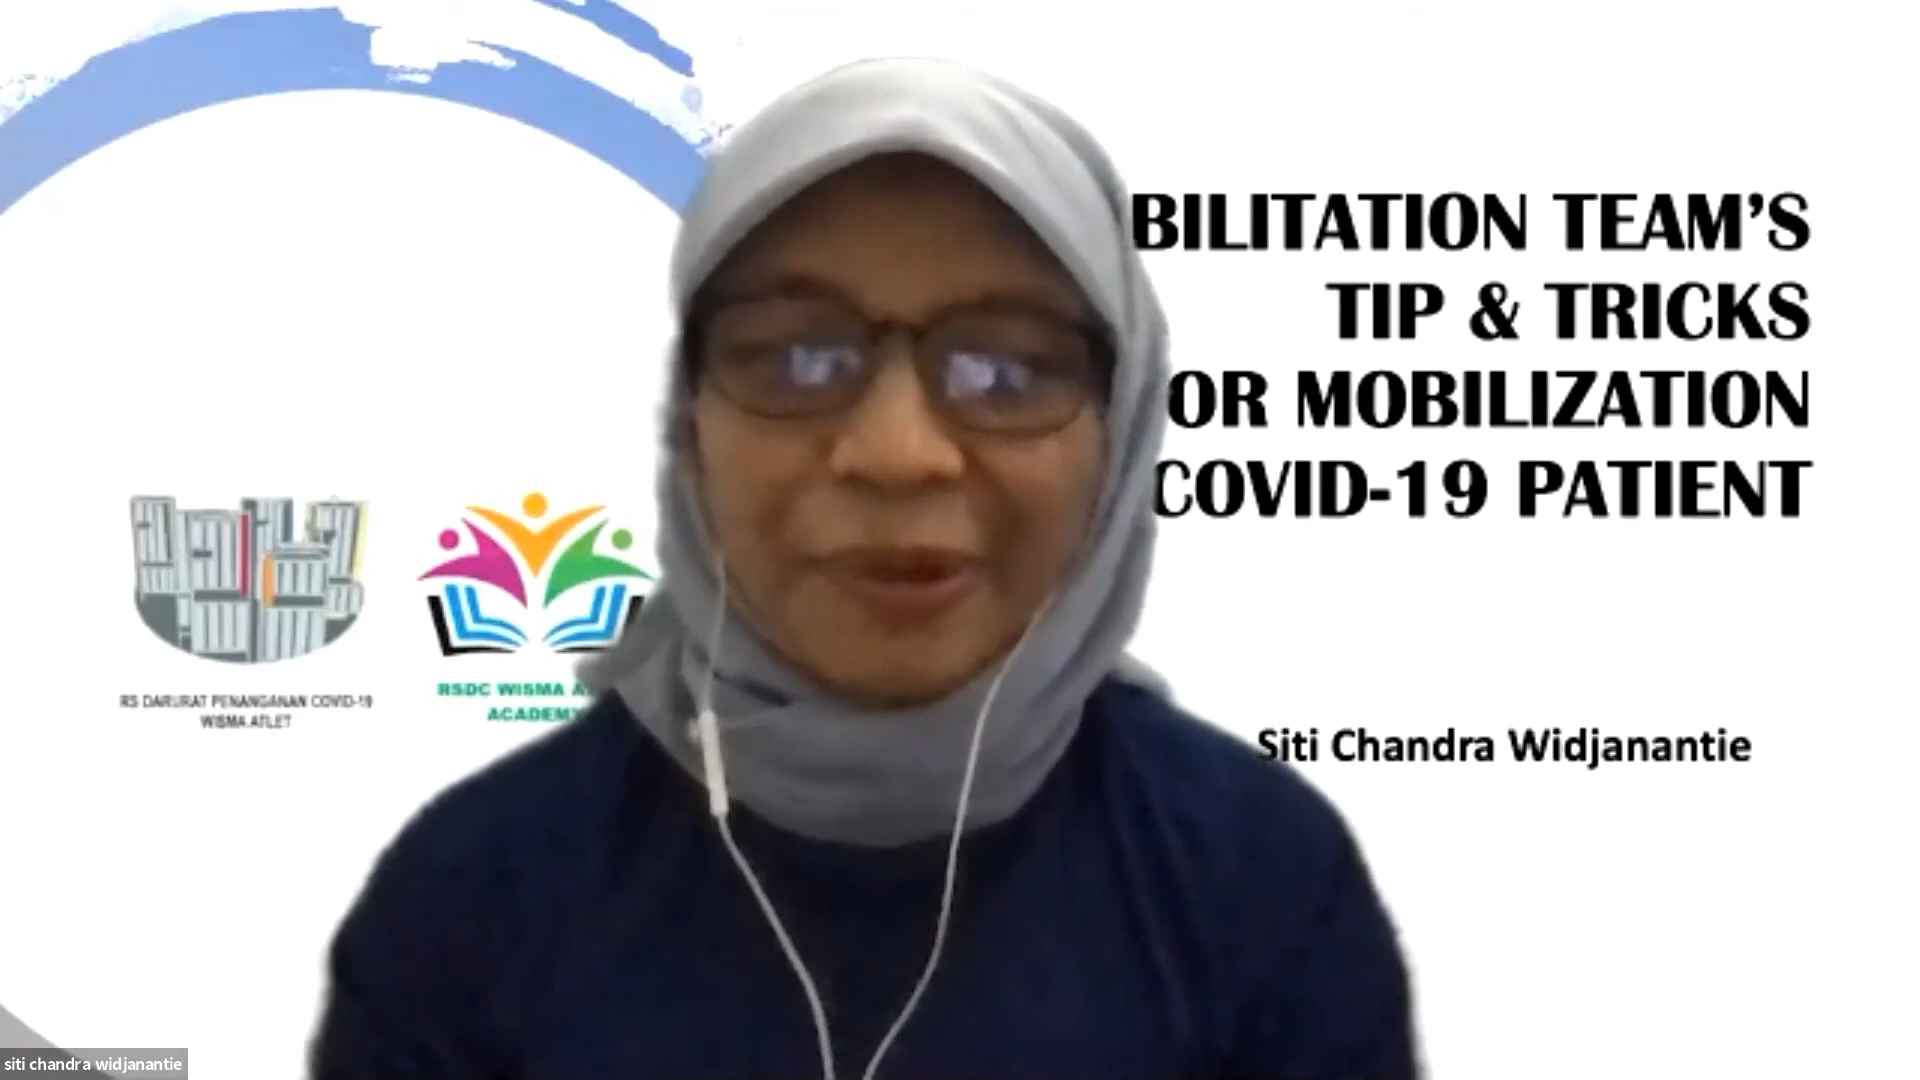 BILITATION TEAM'S
TIP & TRICKS
OR MOBILIZATION
COVID-19 PATIENT
RS DARURAT PENANGANAN COVID-19
WISMA ATLET
RSDC WISMA A
ACADEMY
Siti Chandra Widjanantie
siti chandra widjanantie